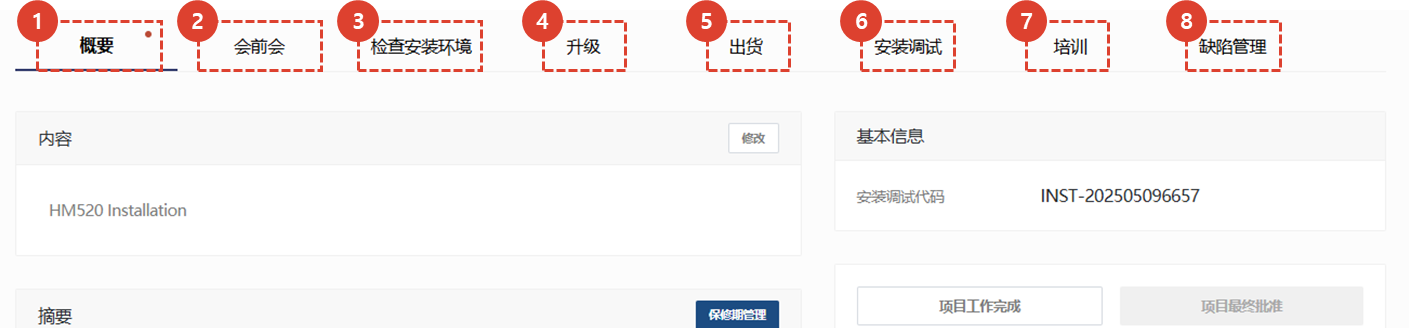 1 概要
2 会前会
3 检查安装环境
4 升级
5 出货
6 安装调试
7 培训
8 缺陷管理
内容
修改
HM520 Installation
摘要
保修期管理
基本信息
安装调试代码 INST-202505096657
项目工作完成
项目最终批准